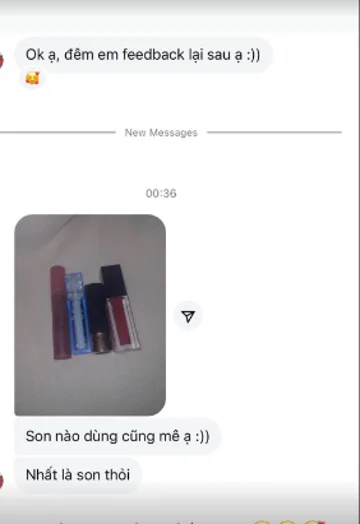 Ok ạ, đêm em feedback lại sau ạ :))
New Messages
00:36
Son nào dùng cũng mê ạ :))
Nhất là son thỏi